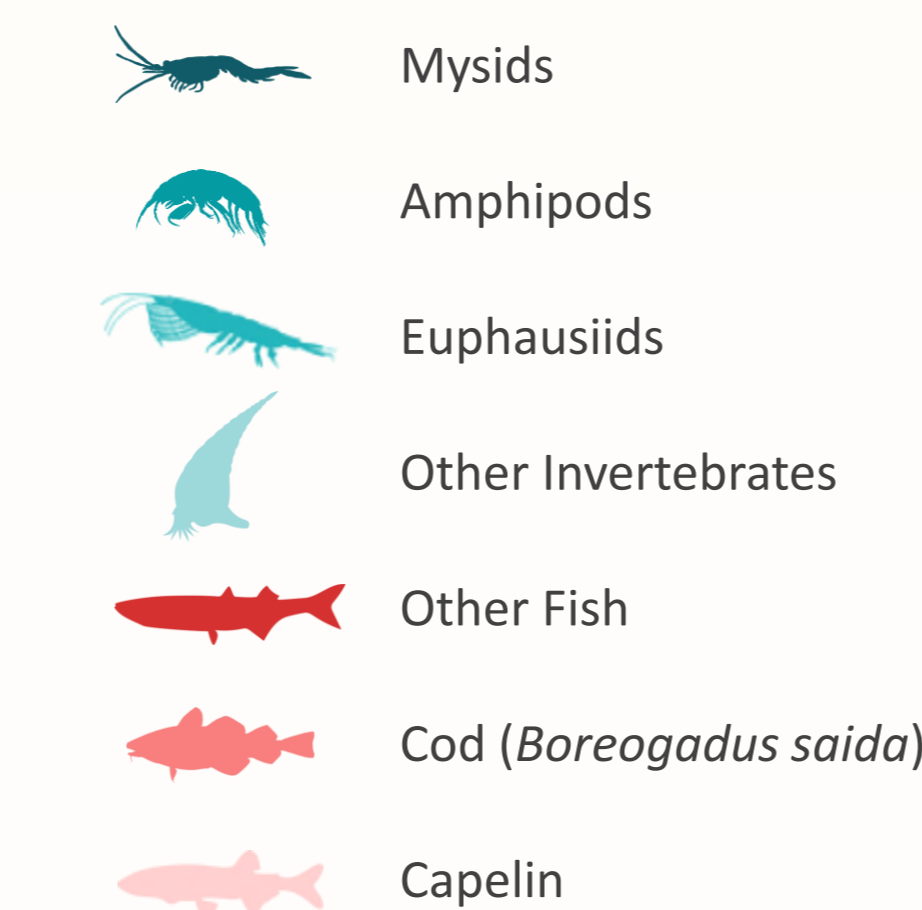 Mysids
Amphipods
Euphausiids
Other Invertebrates
Other Fish
Cod (Boreogadus saida)
Capelin